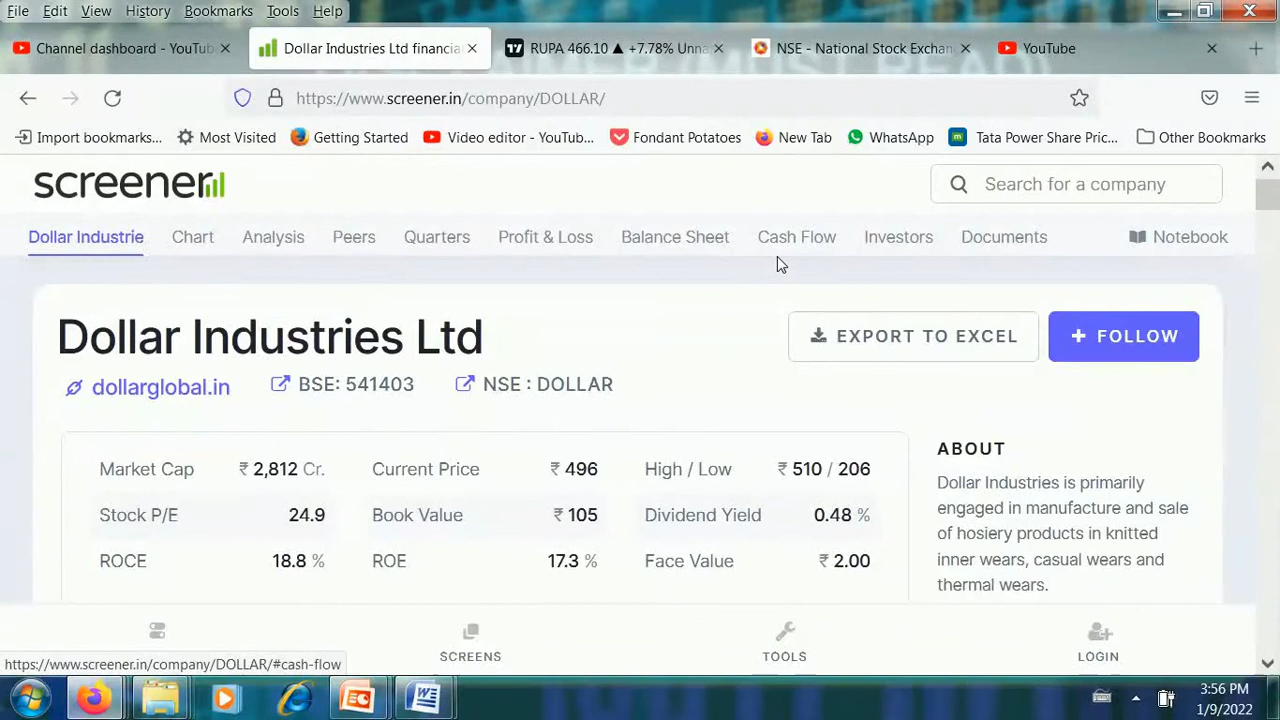 File Edit View History Bookmarks Tools Help
Channel dashboard - YouTub Dollar Industries Ltd financia RUPA 466.10 ▲ +7.78% Unna NSE - National Stock Exchan YouTube
https://www.screener.in/company/DOLLAR/
Import bookmarks... Most Visited Getting Started Video editor - YouTub... Fondant Potatoes New Tab WhatsApp Tata Power Share Pric... Other Bookmarks
screener
Search for a company
Dollar Industrie Chart Analysis Peers Quarters Profit & Loss Balance Sheet Cash Flow Investors Documents Notebook
Dollar Industries Ltd
EXPORT TO EXCEL + FOLLOW
dollarglobal.in BSE: 541403 NSE : DOLLAR
Market Cap ₹ 2,812 Cr. Current Price ₹ 496 High / Low ₹ 510 / 206
Stock P/E 24.9 Book Value ₹ 105 Dividend Yield 0.48 %
ROCE 18.8 % ROE 17.3 % Face Value ₹ 2.00
ABOUT
Dollar Industries is primarily
engaged in manufacture and sale
of hosiery products in knitted
inner wears, casual wears and
thermal wears.
SCREENS TOOLS LOGIN
https://www.screener.in/company/DOLLAR/#cash-flow
3:56 PM
1/9/2022